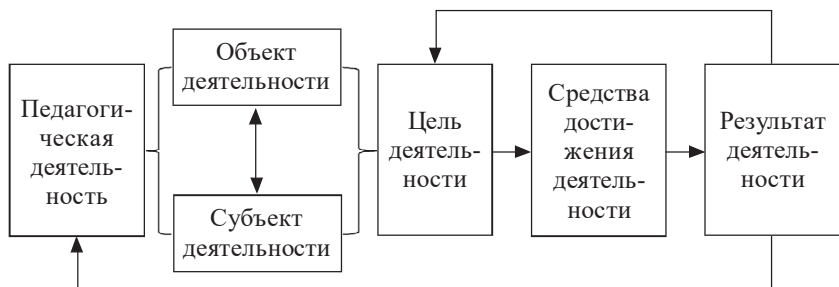 Педагоги-
ческая
деятель-
ность
Объект
деятельности
Субъект
деятельности
Цель
деятель-
ности
Средства
дости-
жения
деятель-
ности
Результат
деятель-
ности